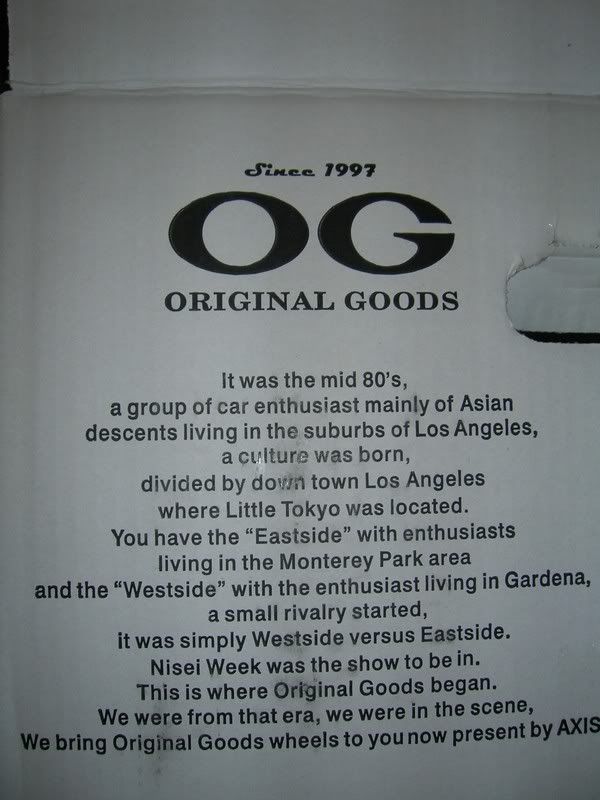 Since 1997
OG
ORIGINAL GOODS
It was the mid 80's,
a group of car enthusiast mainly of Asian
descents living in the suburbs of Los Angeles,
a culture was born,
divided by down town Los Angeles
where Little Tokyo was located.
You have the "Eastside" with enthusiasts
living in the Monterey Park area
and the "Westside" with the enthusiast living in Gardena,
a small rivalry started,
it was simply Westside versus Eastside.
Nisei Week was the show to be in.
This is where Original Goods began.
We were from that era, we were in the scene,
We bring Original Goods wheels to you now present by AXIS